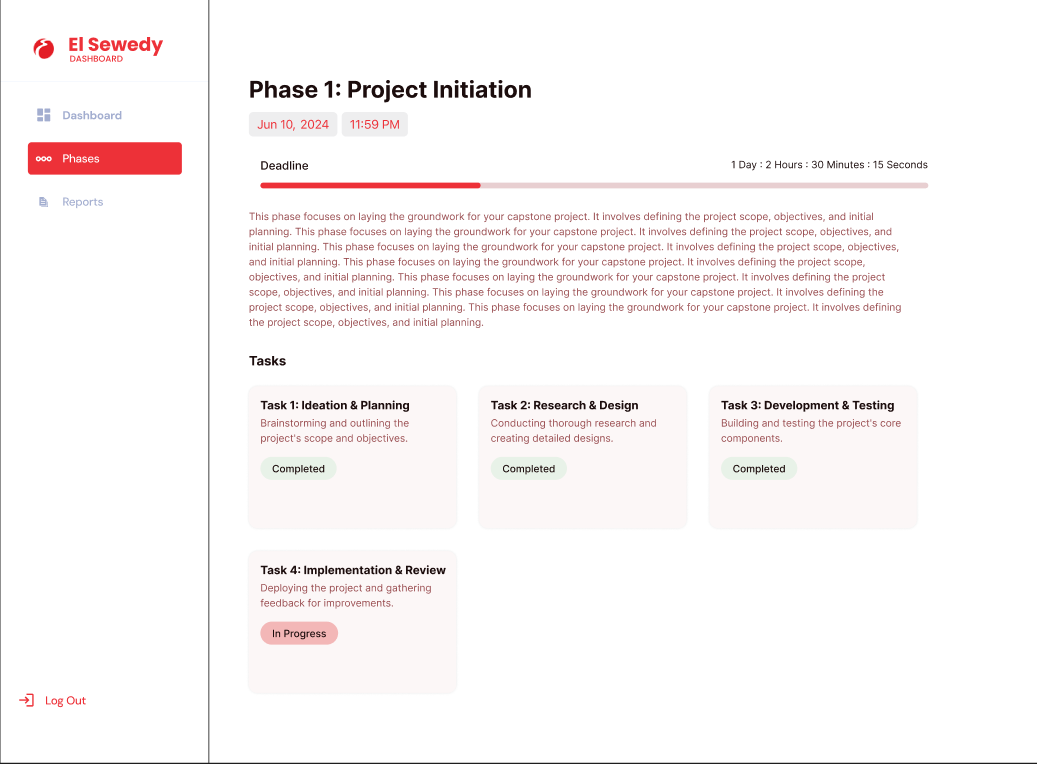 El Sewedy
DASHBOARD
Dashboard
Phases
Reports
Log Out
Phase 1: Project Initiation
Jun 10, 2024 11:59 PM
Deadline 1 Day : 2 Hours : 30 Minutes : 15 Seconds
This phase focuses on laying the groundwork for your capstone project. It involves defining the project scope, objectives, and initial
planning. This phase focuses on laying the groundwork for your capstone project. It involves defining the project scope, objectives, and
initial planning. This phase focuses on laying the groundwork for your capstone project. It involves defining the project scope, objectives,
and initial planning. This phase focuses on laying the groundwork for your capstone project. It involves defining the project scope,
objectives, and initial planning. This phase focuses on laying the groundwork for your capstone project. It involves defining the project
scope, objectives, and initial planning. This phase focuses on laying the groundwork for your capstone project. It involves defining the
project scope, objectives, and initial planning. This phase focuses on laying the groundwork for your capstone project. It involves defining
the project scope, objectives, and initial planning.
Tasks
Task 1: Ideation & Planning
Brainstorming and outlining the
project's scope and objectives.
Completed
Task 2: Research & Design
Conducting thorough research and
creating detailed designs.
Completed
Task 3: Development & Testing
Building and testing the project's core
components.
Completed
Task 4: Implementation & Review
Deploying the project and gathering
feedback for improvements.
In Progress